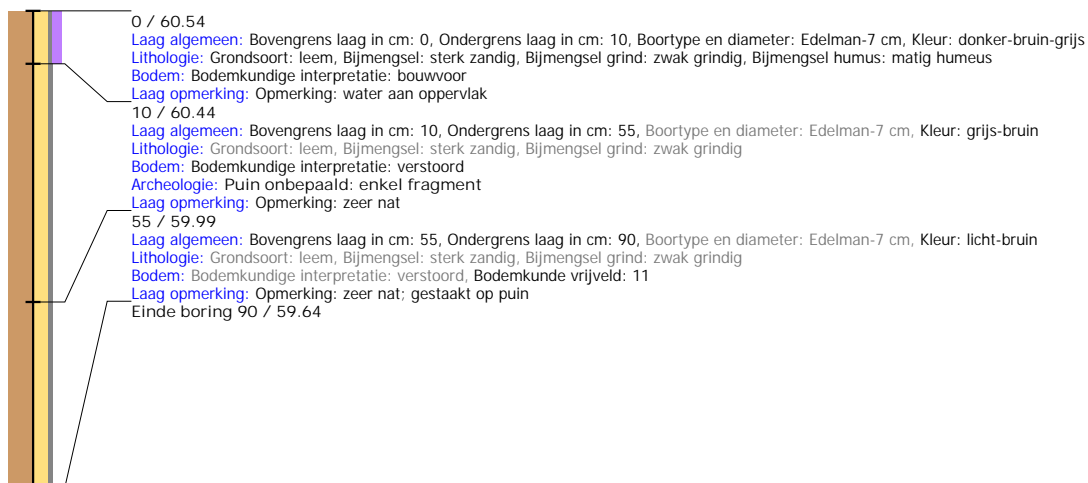 0 / 60.54
Laag algemeen: Bovengrens laag in cm: 0, Ondergrens laag in cm: 10, Boortype en diameter: Edelman-7 cm, Kleur: donker-bruin-grijs
Lithologie: Grondsoort: leem, Bijmengsel: sterk zandig, Bijmengsel grind: zwak grindig, Bijmengsel humus: matig humeus
Bodem: Bodemkundige interpretatie: bouwvoor
Laag opmerking: Opmerking: water aan oppervlak
10 / 60.44
Laag algemeen: Bovengrens laag in cm: 10, Ondergrens laag in cm: 55, Boortype en diameter: Edelman-7 cm, Kleur: grijs-bruin
Lithologie: Grondsoort: leem, Bijmengsel: sterk zandig, Bijmengsel grind: zwak grindig
Bodem: Bodemkundige interpretatie: verstoord
Archeologie: Puin onbepaald: enkel fragment
Laag opmerking: Opmerking: zeer nat
55 / 59.99
Laag algemeen: Bovengrens laag in cm: 55, Ondergrens laag in cm: 90, Boortype en diameter: Edelman-7 cm, Kleur: licht-bruin
Lithologie: Grondsoort: leem, Bijmengsel: sterk zandig, Bijmengsel grind: zwak grindig
Bodem: Bodemkundige interpretatie: verstoord, Bodemkunde vrijveld: 11
Laag opmerking: Opmerking: zeer nat; gestaakt op puin
Einde boring 90 / 59.64